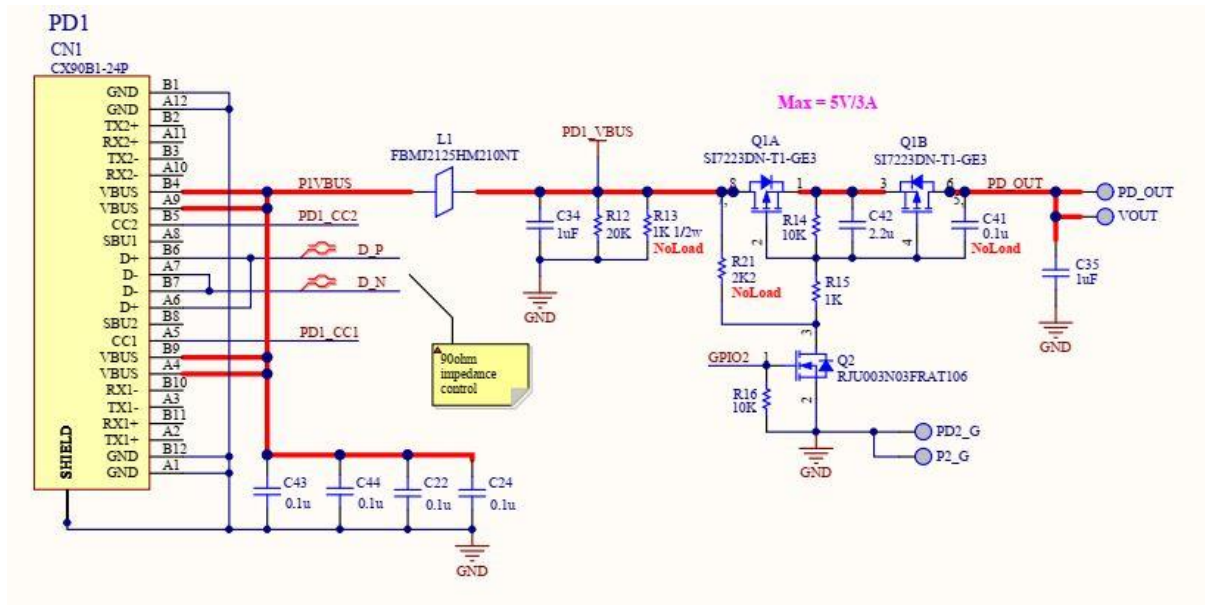 PD1
CN1
CX90B1-24P
GND B1
GND A12
TX2+ B2
RX2+ A11
TX2- B3
RX2- A10
VBUS B4
VBUS A9
CC2 B5
SBU1 A8
D+ B6
D- A7
D- B7
D+ A6
SBU2 B8
CC1 A5
VBUS B9
VBUS A4
RX1- B10
TX1- A3
RX1+ B11
TX1+ A2
GND B12
GND A1
SHIELD
P1VBUS
PD1_CC2
D_P
D_N
PD1_CC1
90ohm
impedance
control
L1
FBMJ2125HM210NT
PD1_VBUS
C34
1uF
R12
20K
R13
1K 1/2w
NoLoad
GND
Max = 5V/3A
Q1A
SI7223DN-T1-GE3
Q1B
SI7223DN-T1-GE3
7, 8
1
2
3
4
5, 6
R14
10K
C42
2.2u
C41
0.1u
NoLoad
PD_OUT
PD_OUT
VOUT
C35
1uF
GND
R21
2K2
NoLoad
R15
1K
3
GPIO2
1
Q2
RJU003N03FRAT106
2
R16
10K
GND
PD2_G
P2_G
C43
0.1u
C44
0.1u
C22
0.1u
C24
0.1u
GND